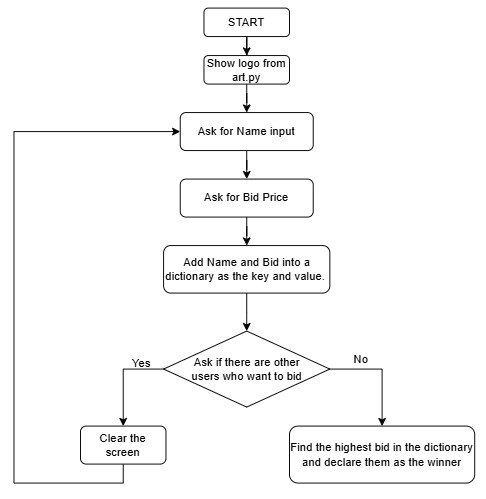 START
Show logo from
art.py
Ask for Name input
Ask for Bid Price
Add Name and Bid into a
dictionary as the key and value.
Ask if there are other
users who want to bid
Yes
No
Clear the
screen
Find the highest bid in the dictionary
and declare them as the winner